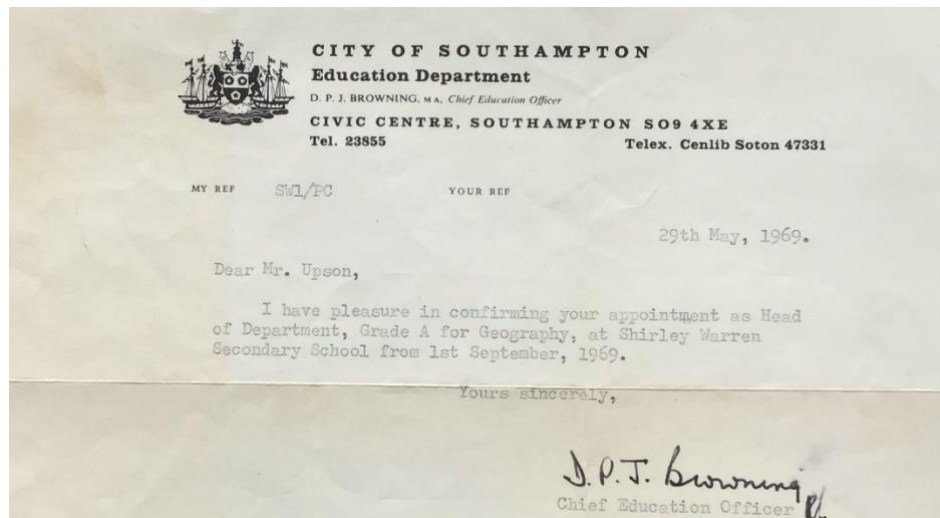 CITY OF SOUTHAMPTON
Education Department
D. P. J. BROWNING, M A. Chief Education Officer
CIVIC CENTRE, SOUTHAMPTON SO9 4XE
Tel. 23855 Telex. Cenlib Soton 47331
MY REF SW1/PC YOUR REF
29th May, 1969.
Dear Mr. Upson,
I have pleasure in confirming your appointment as Head
of Department, Grade A for Geography, at Shirley Warren
Secondary School from 1st September, 1969.
Yours sincerely,
D.P.J. Browning
Chief Education Officer